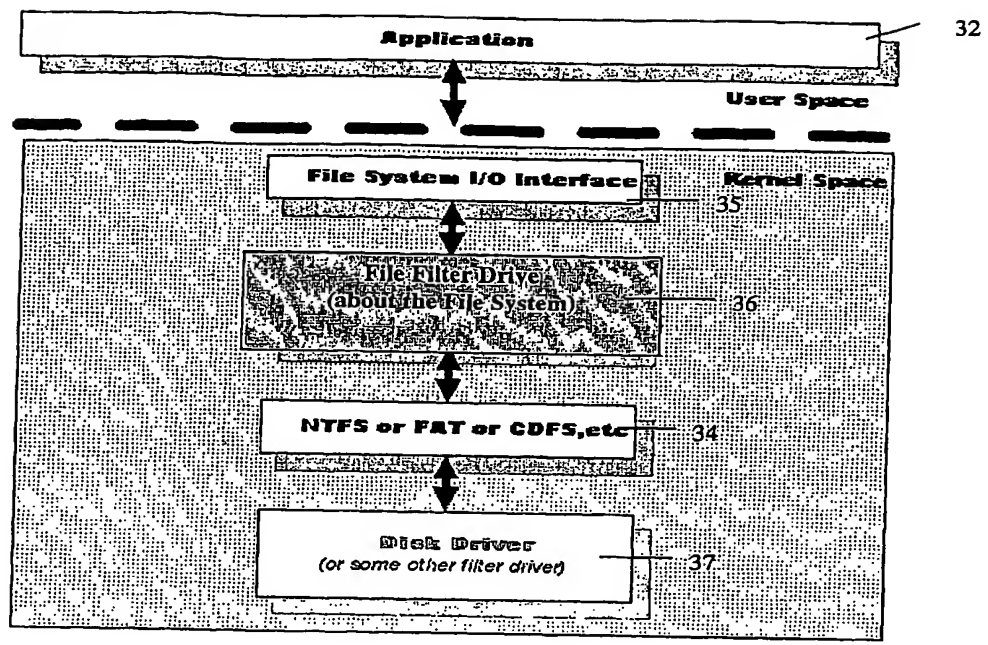 Application
32
User Space
File System I/O Interface
Kernel Space
35
File Filter Drive
(about the File System)
36
NTFS or FAT or CDFS,etc
34
Disk Driver
(or some other filter driver)
37